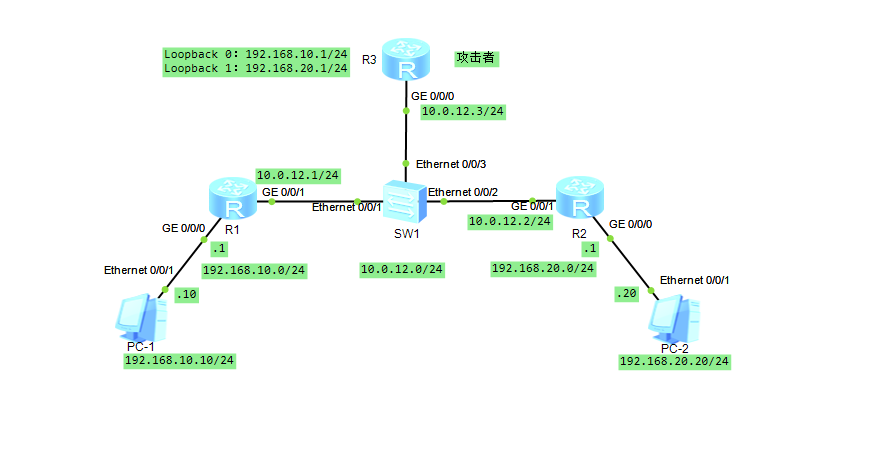 Loopback 0: 192.168.10.1/24
Loopback 1: 192.168.20.1/24
R3
R
攻击者
GE 0/0/0
10.0.12.3/24
Ethernet 0/0/3
10.0.12.1/24
GE 0/0/1
R
R1
Ethernet 0/0/1
SW1
Ethernet 0/0/2
GE 0/0/1
10.0.12.2/24
R
R2
GE 0/0/0
.1
192.168.10.0/24
10.0.12.0/24
192.168.20.0/24
GE 0/0/0
.1
Ethernet 0/0/1
.10
PC-1
192.168.10.10/24
Ethernet 0/0/1
.20
PC-2
192.168.20.20/24